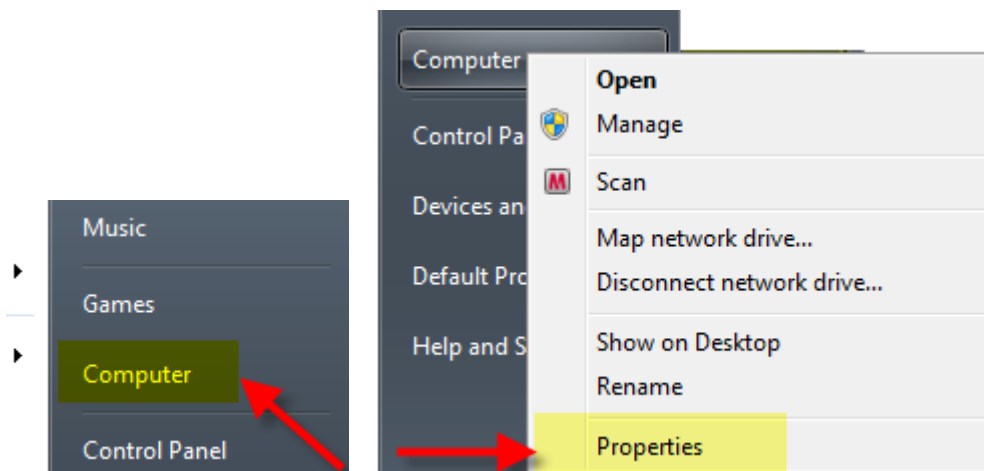 Music
Games
Computer
Control Panel
Computer
Control Pa
Devices an
Default Pro
Help and S
Open
Manage
M Scan
Map network drive...
Disconnect network drive...
Show on Desktop
Rename
Properties